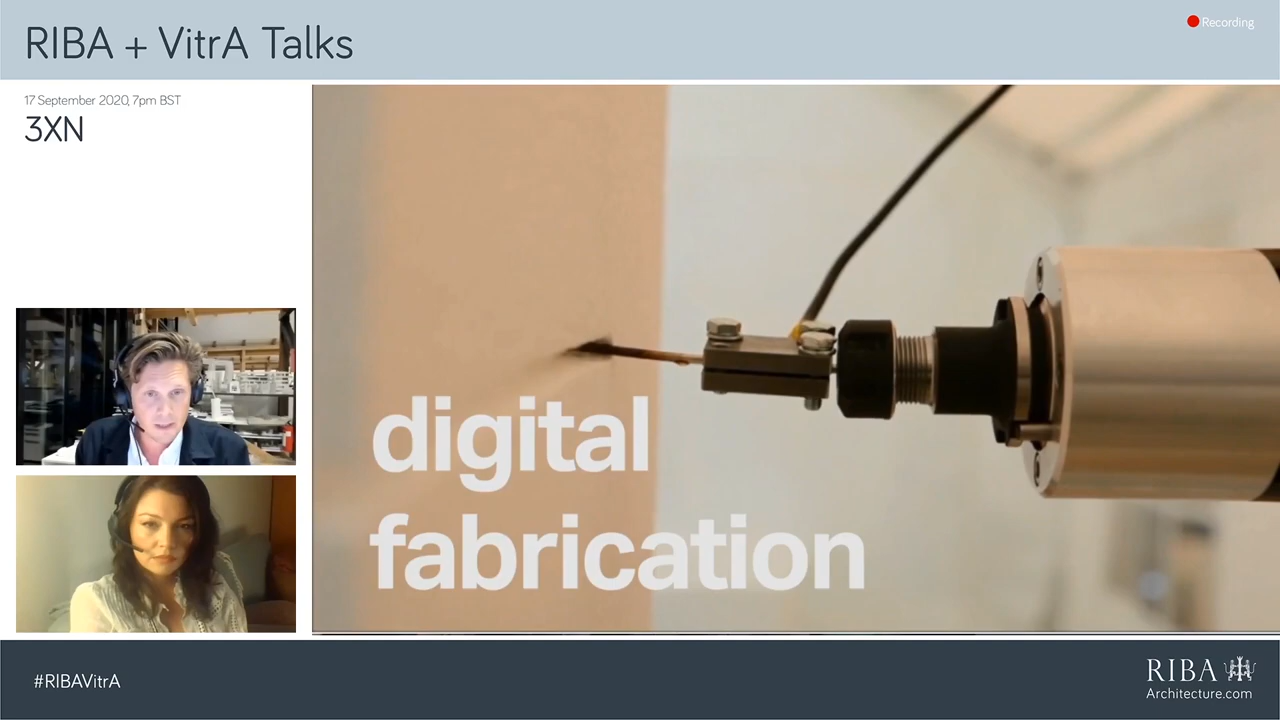 RIBA + VitrA Talks
Recording
17 September 2020, 7pm BST
3XN
digital
fabrication
#RIBAVitrA
RIBA
Architecture.com